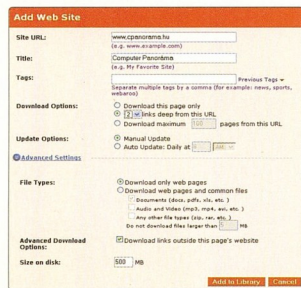 Add Web Site
Site URL: www.cpanorama.hu
(e.g. www.example.com)
Title: Computer Panoráma
(e.g. My Favorite Site)
Tags: Previous Tags
Separate multiple tags by a comma (for example: news, sports, webaroo)
Download Options: Download this page only
2 links deep from this URL
Download maximum 100 pages from this URL
Update Options: Manual Update
Auto Update: Daily at
Advanced Settings
File Types: Download only web pages
Download web pages and common files
Documents (docs, pdfs, xls, etc. )
Audio and Video (mp3, mp4, avi, etc. )
Any other file types (zip, rar, etc. )
Do not download files larger than MB
Advanced Download Options: Download links outside this page's website
Size on disk: 500 MB
Add to Library Cancel